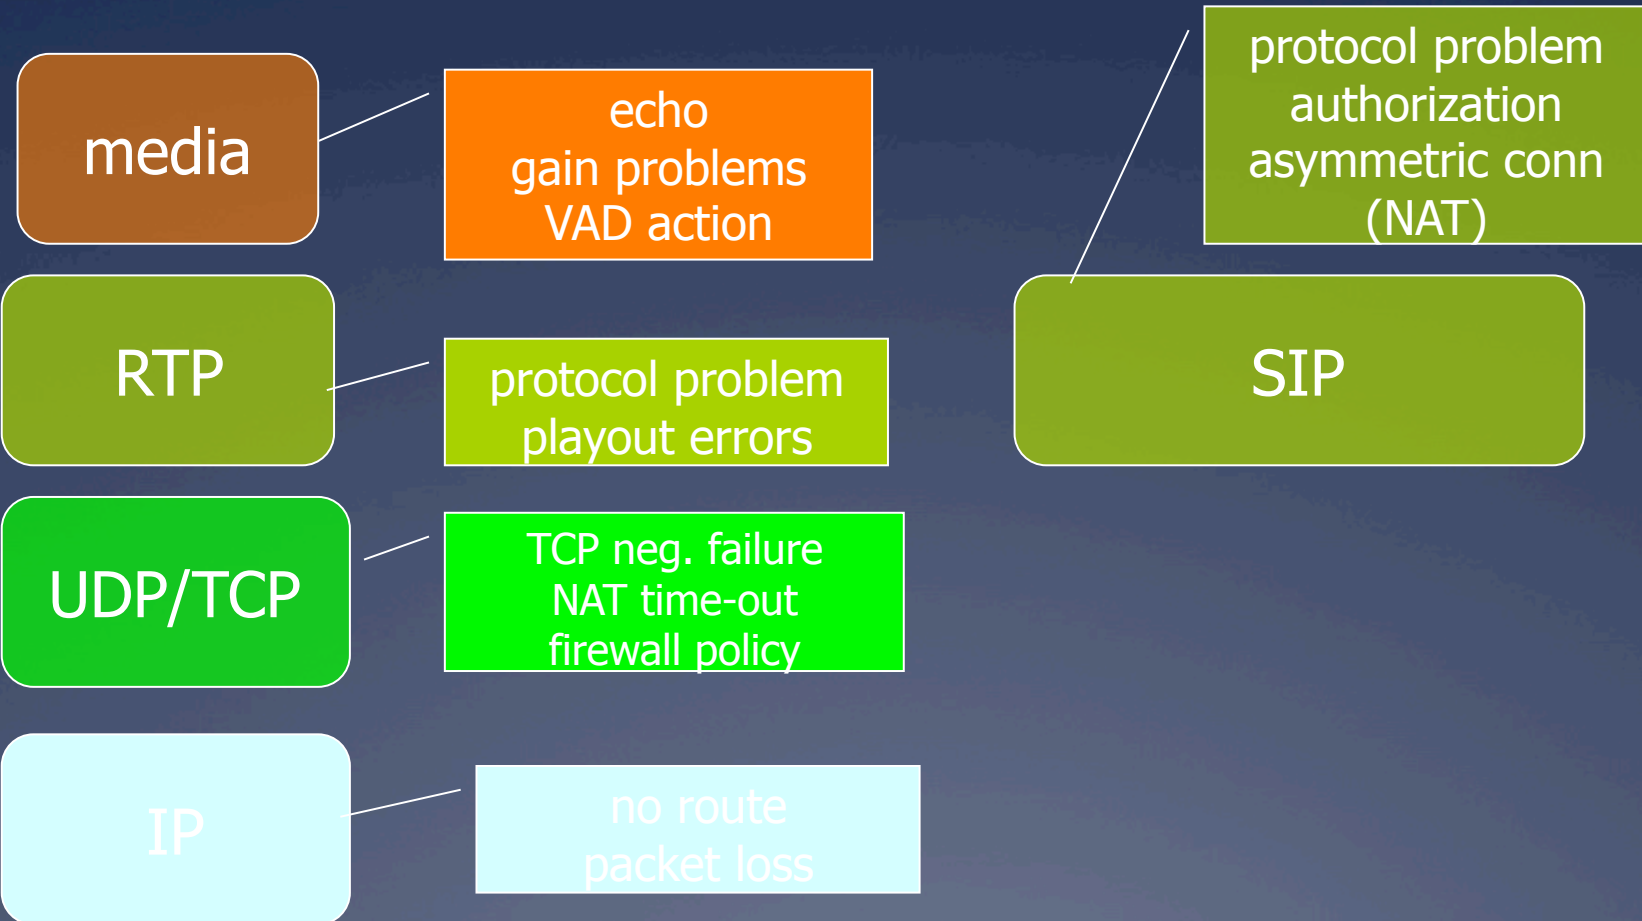 media
echo
gain problems
VAD action
protocol problem
authorization
asymmetric conn
(NAT)
RTP
protocol problem
playout errors
SIP
UDP/TCP
TCP neg. failure
NAT time-out
firewall policy
IP
no route
packet loss